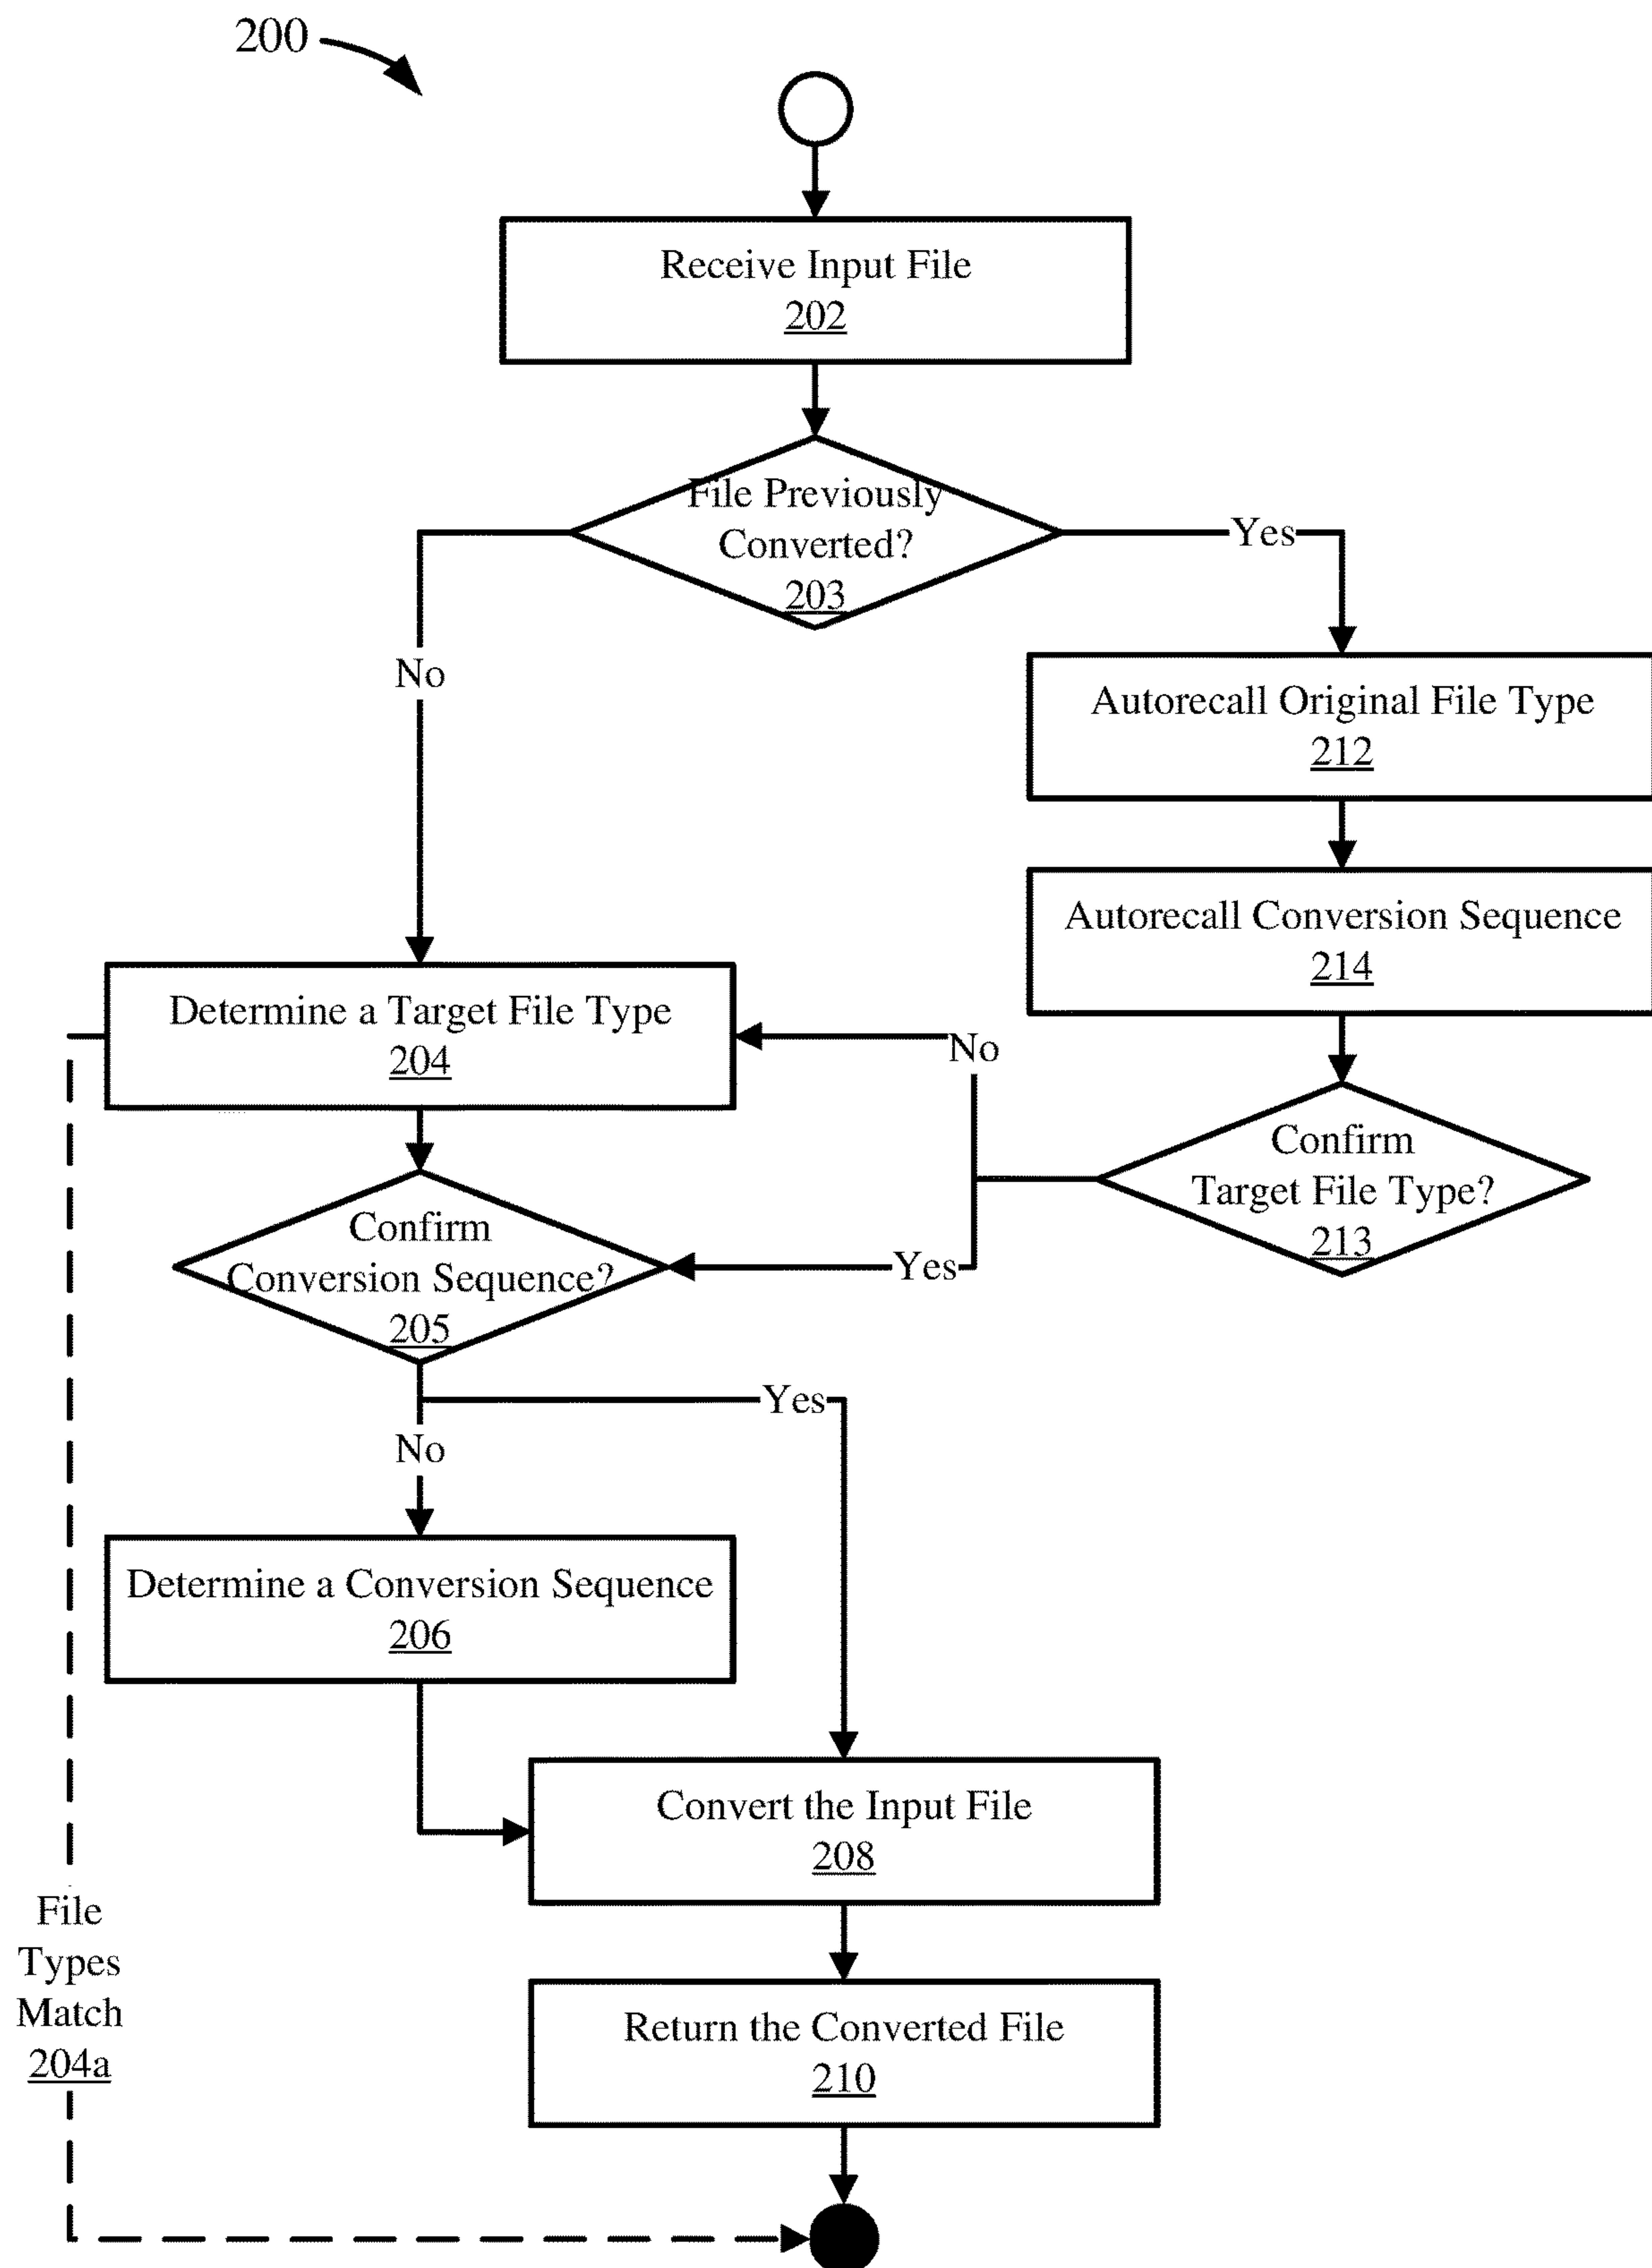 200
Receive Input File
202
File Previously
Converted?
203
Yes
No
Autorecall Original File Type
212
Autorecall Conversion Sequence
214
Determine a Target File Type
204
No
Confirm
Target File Type?
213
Confirm
Conversion Sequence?
205
Yes
Yes
No
Determine a Conversion Sequence
206
Convert the Input File
208
File
Types
Match
204a
Return the Converted File
210